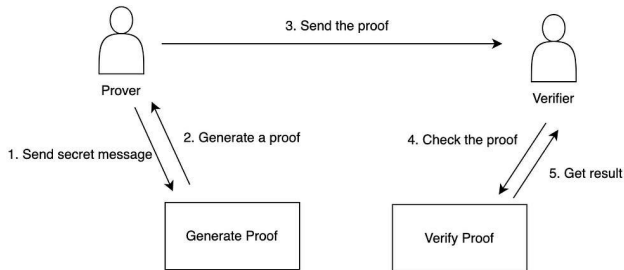 3. Send the proof
Prover
Verifier
2. Generate a proof
1. Send secret message
4. Check the proof
5. Get result
Generate Proof
Verify Proof